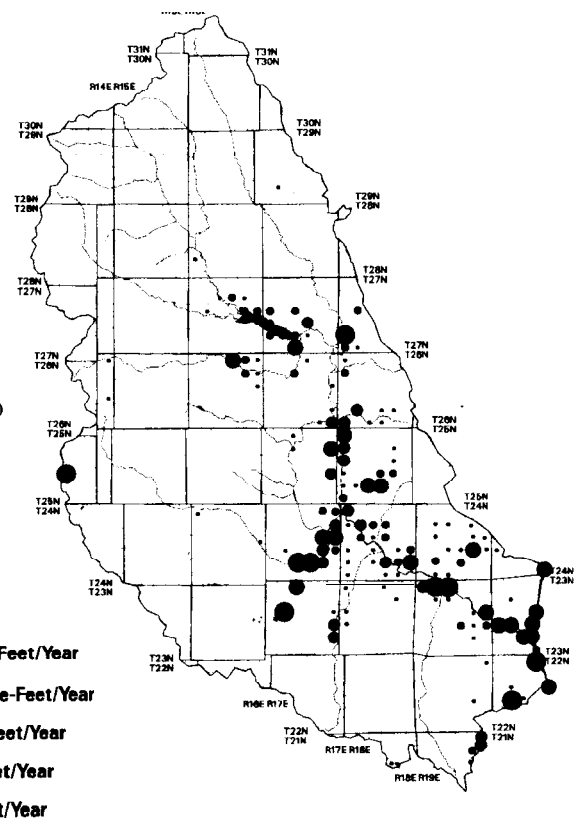 T31N T31N
T30N T30N
R14E R15E
T30N T30N
T29N T29N
T29N T29N
T28N T28N
T28N T28N
T27N T27N
T27N T27N
T26N T26N
T26N T26N
T25N T25N
T25N T25N
T24N T24N
T24N T24N
T23N T23N
Feet/Year
T23N T23N
T22N T22N
e-Feet/Year
R16E R17E
T22N T22N
T21N T21N
eet/Year
R17E R18E
et/Year
R18E R19E
t/Year